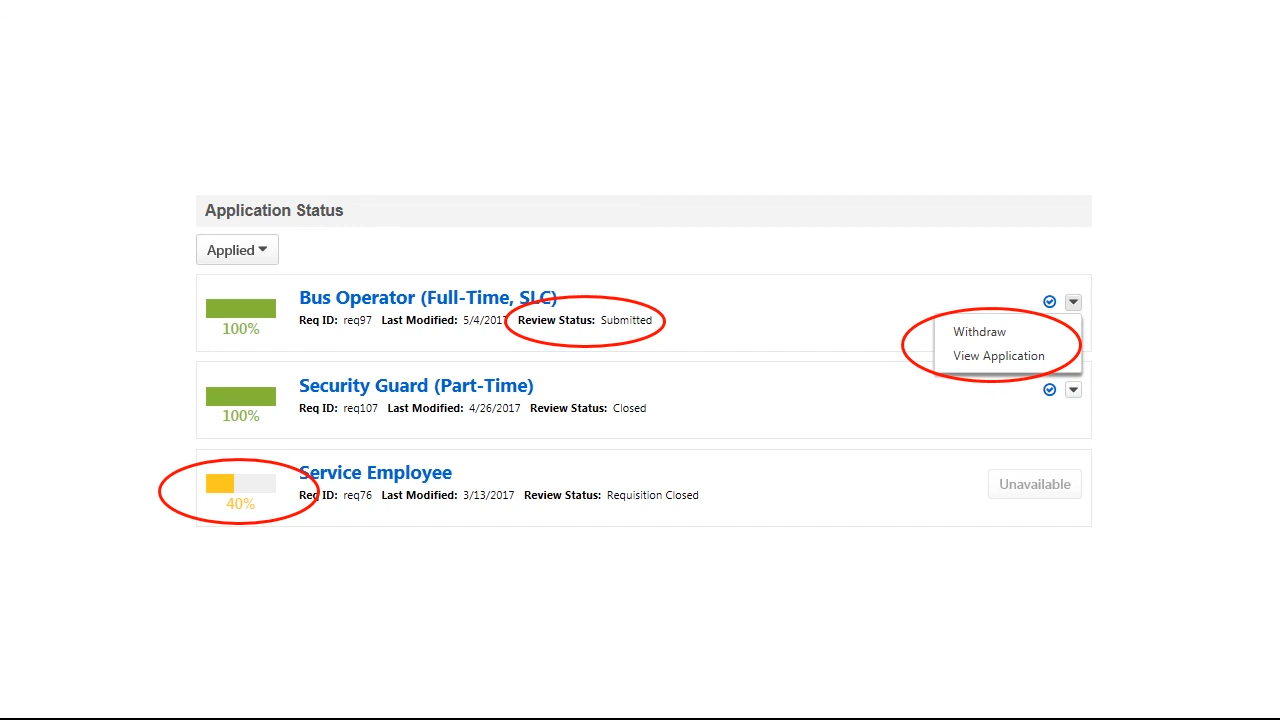 Application Status
Applied
Bus Operator (Full-Time, SLC)
100%
Req ID: req97 Last Modified: 5/4/2017 Review Status: Submitted
Withdraw
View Application
Security Guard (Part-Time)
100%
Req ID: req107 Last Modified: 4/26/2017 Review Status: Closed
Service Employee
40%
Req ID: req76 Last Modified: 3/13/2017 Review Status: Requisition Closed
Unavailable